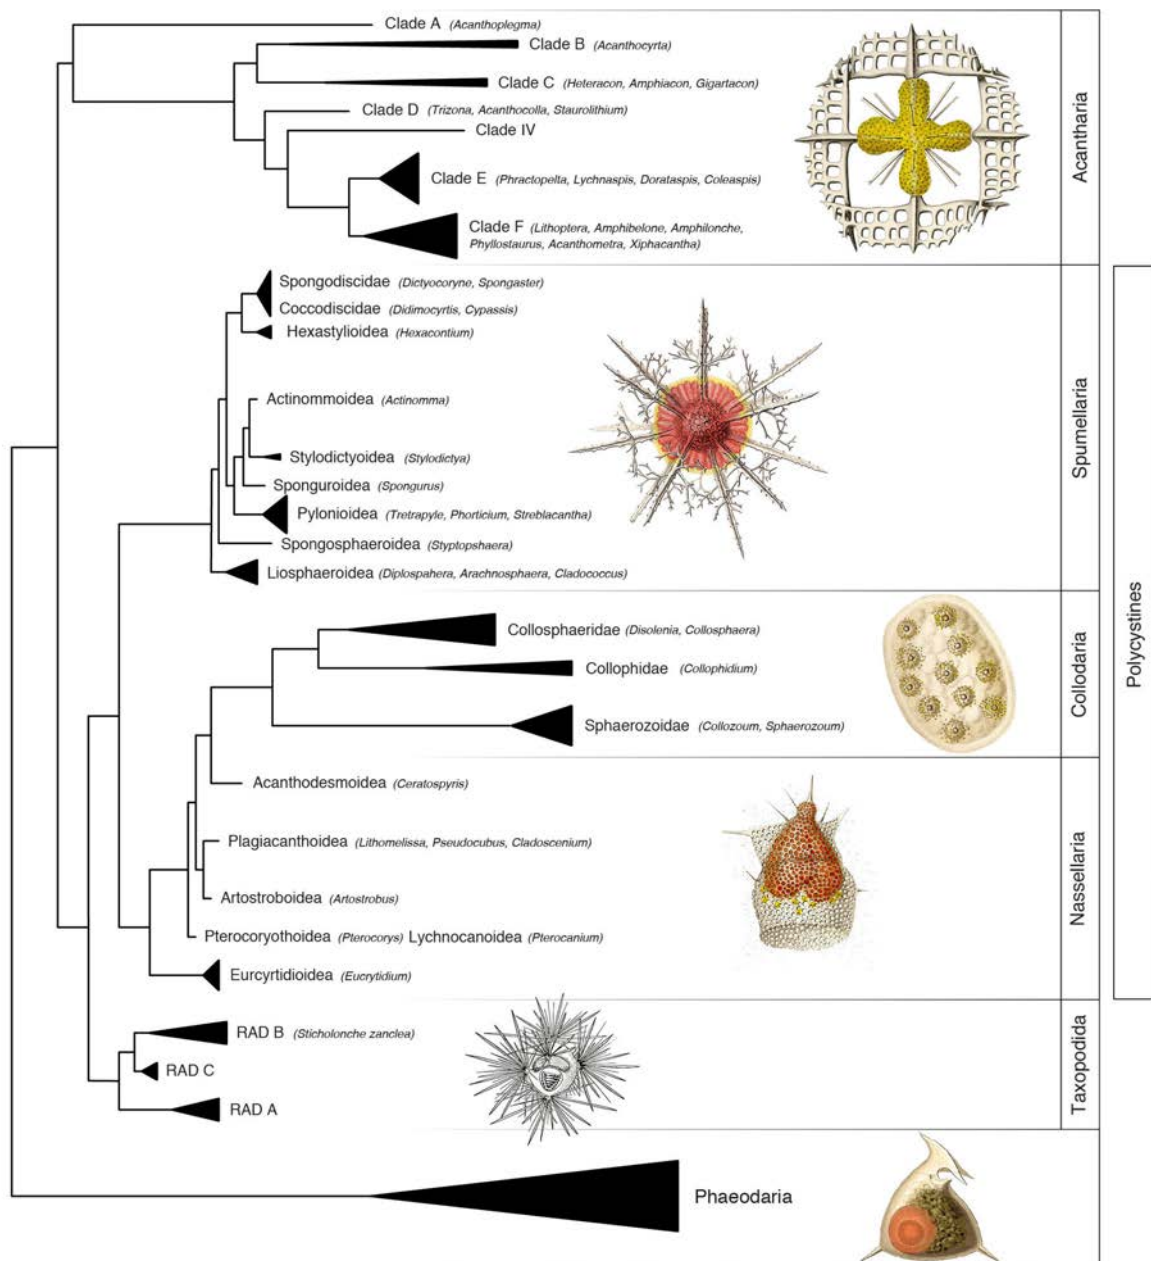 Clade A (Acanthoplegma)
Clade B (Acanthocyrta)
Clade C (Heteracon, Amphiacon, Gigartacon)
Clade D (Trizona, Acanthocolla, Staurolithium)
Clade IV
Clade E (Phractopelta, Lychnaspis, Dorataspis, Coleaspis)
Clade F (Lithoptera, Amphibelone, Amphilonche,
Phyllostaurus, Acanthometra, Xiphacantha)
Acantharia
Spongodiscidae (Dictyocoryne, Spongaster)
Coccodiscidae (Didimocyrtis, Cypassis)
Hexastylioidea (Hexacontium)
Actinommoidea (Actinomma)
Stylodictyoidea (Stylodictya)
Sponguroidea (Spongurus)
Pylonioidea (Tretrapyle, Phorticium, Streblacantha)
Spongosphaeroidea (Styptopshaera)
Liosphaeroidea (Diplospahera, Arachnosphaera, Cladococcus)
Spumellaria
Collosphaeridae (Disolenia, Collosphaera)
Collophidae (Collophidium)
Sphaerozoidae (Collozoum, Sphaerozoum)
Collodaria
Acanthodesmoidea (Ceratospyris)
Plagiacanthoidea (Lithomelissa, Pseudocubus, Cladoscenium)
Artostroboidea (Artostrobus)
Pterocoryothoidea (Pterocorys) Lychnocanoidea (Pterocanium)
Eurcyrtidioidea (Eucrytidium)
Nassellaria
Polycystines
RAD B (Sticholonche zanclea)
RAD C
RAD A
Taxopodida
Phaeodaria